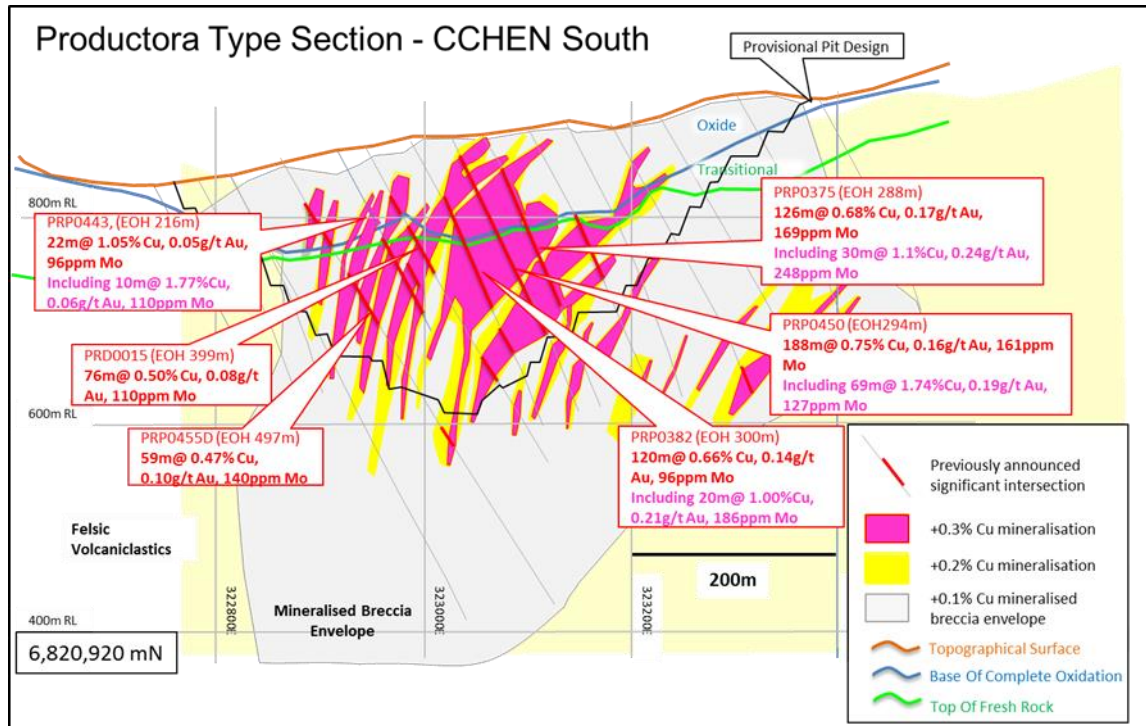 Productora Type Section - CCHEN South
Provisional Pit Design
Oxide
Transitional
800m RL
PRP0443, (EOH 216m)
22m@ 1.05% Cu, 0.05g/t Au,
96ppm Mo
Including 10m@ 1.77%Cu,
0.06g/t Au, 110ppm Mo
PRP0375 (EOH 288m)
126m@ 0.68% Cu, 0.17g/t Au,
169ppm Mo
Including 30m@ 1.1%Cu, 0.24g/t Au,
248ppm Mo
PRD0015 (EOH 399m)
76m@ 0.50% Cu, 0.08g/t
Au, 110ppm Mo
PRP0450 (EOH294m)
188m@ 0.75% Cu, 0.16g/t Au, 161ppm
Mo
Including 69m@ 1.74%Cu, 0.19g/t Au,
127ppm Mo
600m RL
PRP0455D (EOH 497m)
59m@ 0.47% Cu,
0.10g/t Au, 140ppm Mo
PRP0382 (EOH 300m)
120m@ 0.66% Cu, 0.14g/t
Au, 96ppm Mo
Including 20m@ 1.00%Cu,
0.21g/t Au, 186ppm Mo
Felsic
Volcaniclastics
322800E
323000E
323200E
200m
Mineralised Breccia
Envelope
400m RL
6,820,920 mN
Previously announced
significant intersection
+0.3% Cu mineralisation
+0.2% Cu mineralisation
+0.1% Cu mineralised
breccia envelope
Topographical Surface
Base Of Complete Oxidation
Top Of Fresh Rock